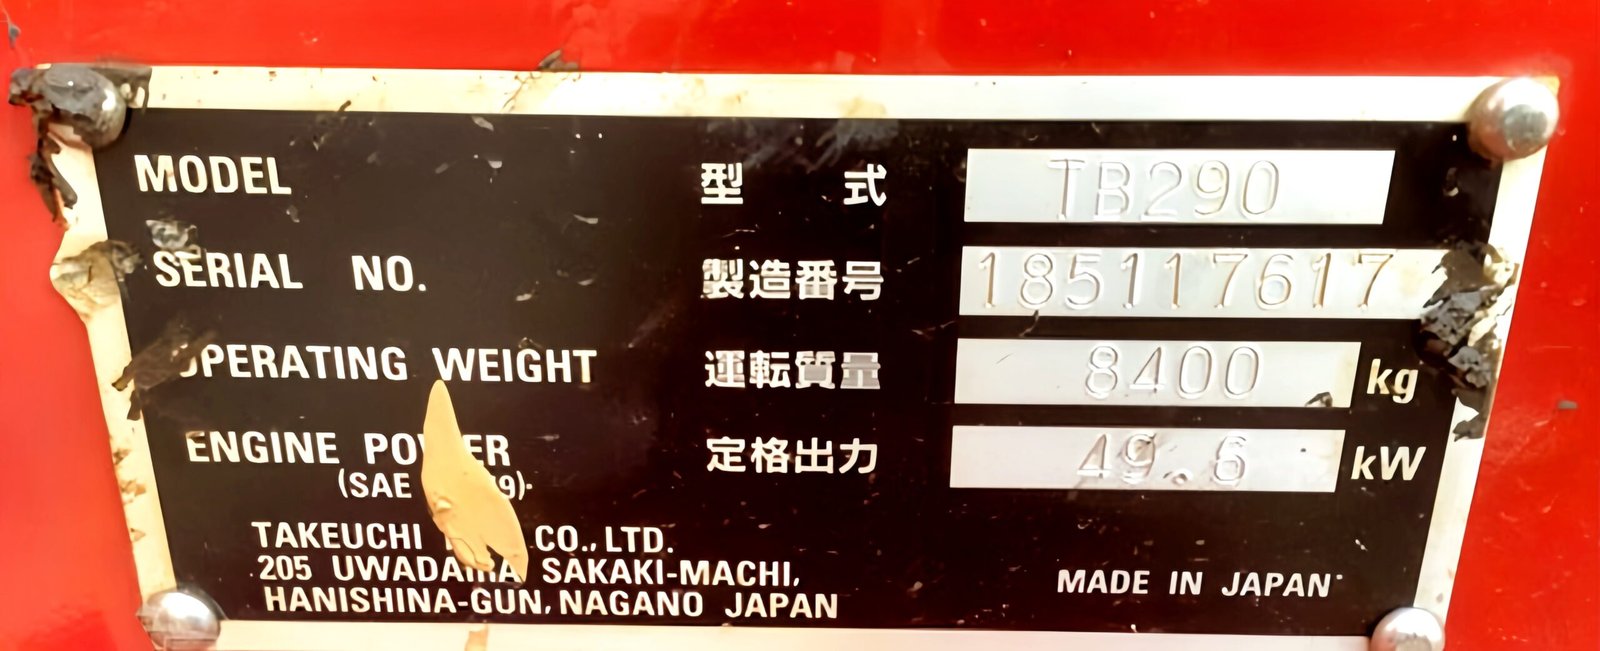 MODEL 型 式 TB290
SERIAL NO. 製造番号 185117617
OPERATING WEIGHT 運転質量 8400 kg
ENGINE POWER 定格出力 49.6 kW
(SAE
TAKEUCHI CO., LTD.
205 UWADAIRA SAKAKI-MACHI,
HANISHINA-GUN, NAGANO JAPAN
MADE IN JAPAN